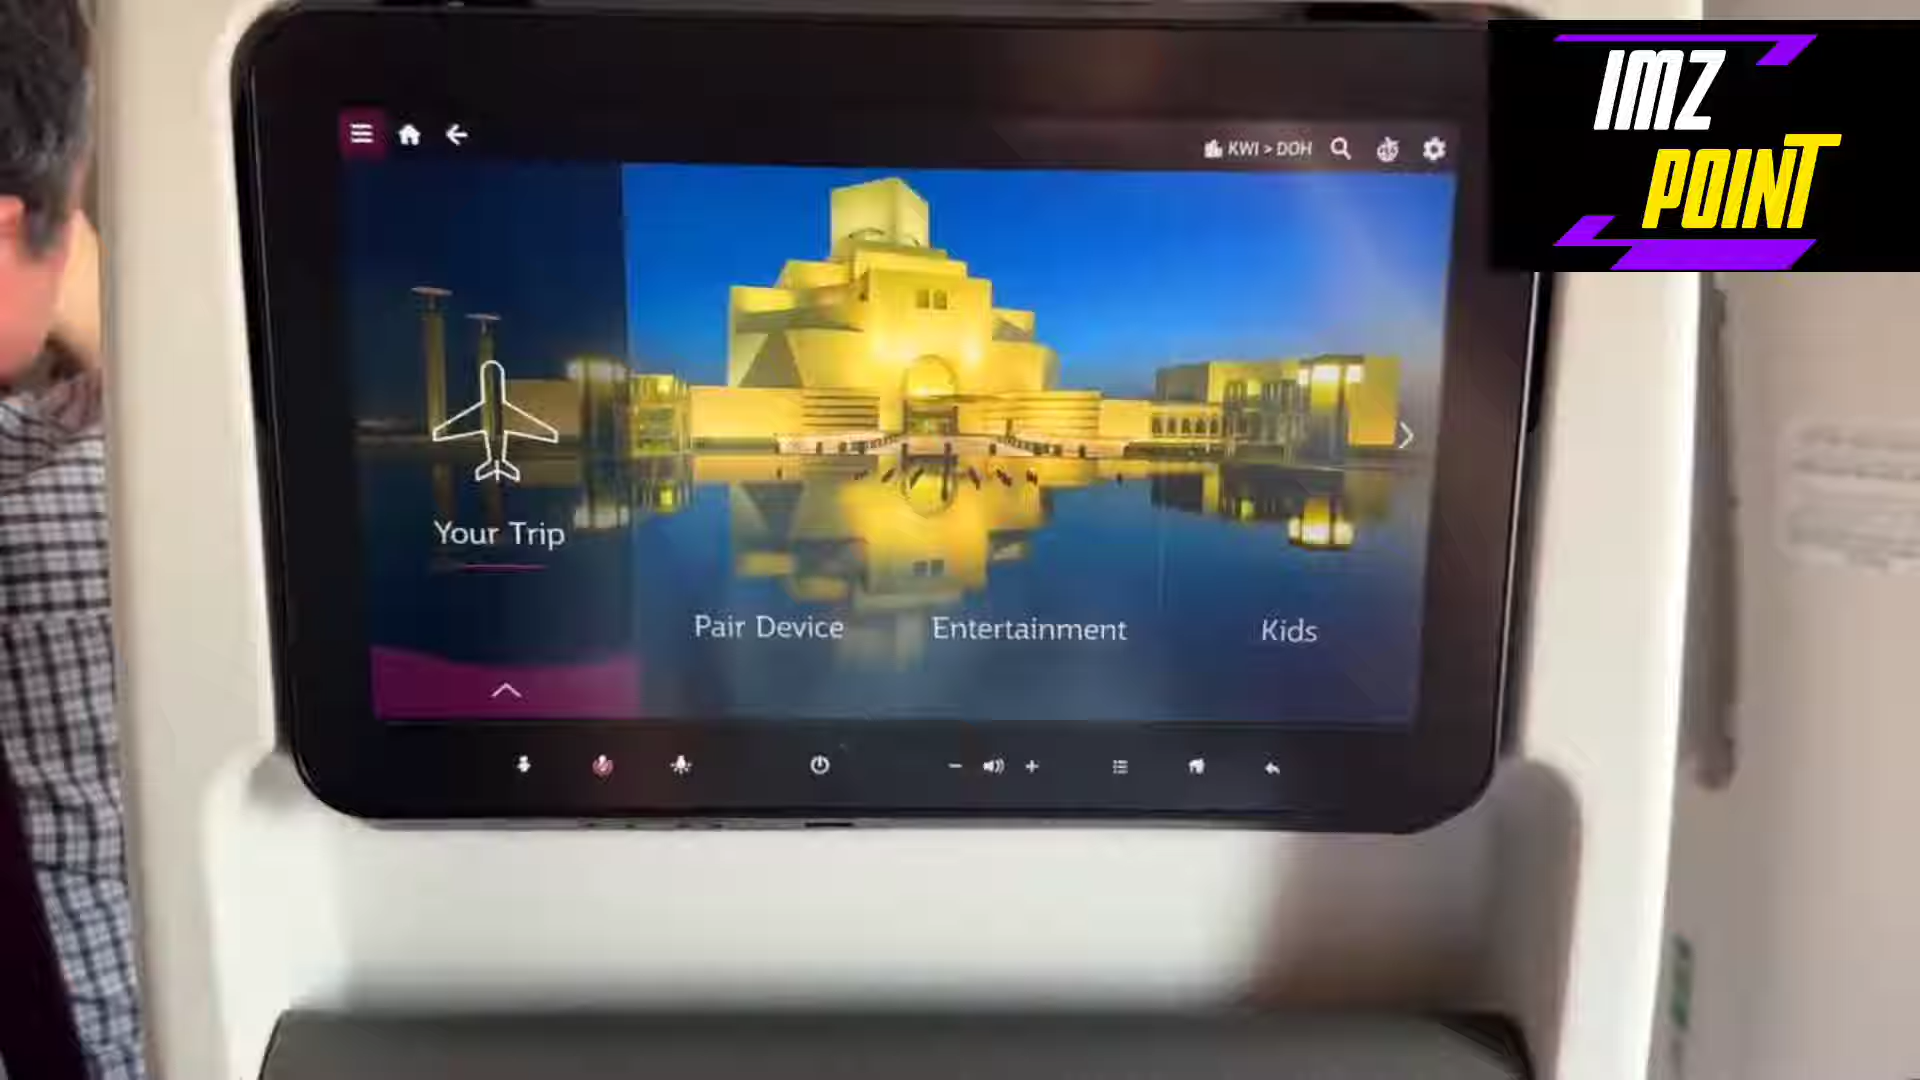 IMZ
POINT
KWI > DOH
Your Trip
Pair Device
Entertainment
Kids